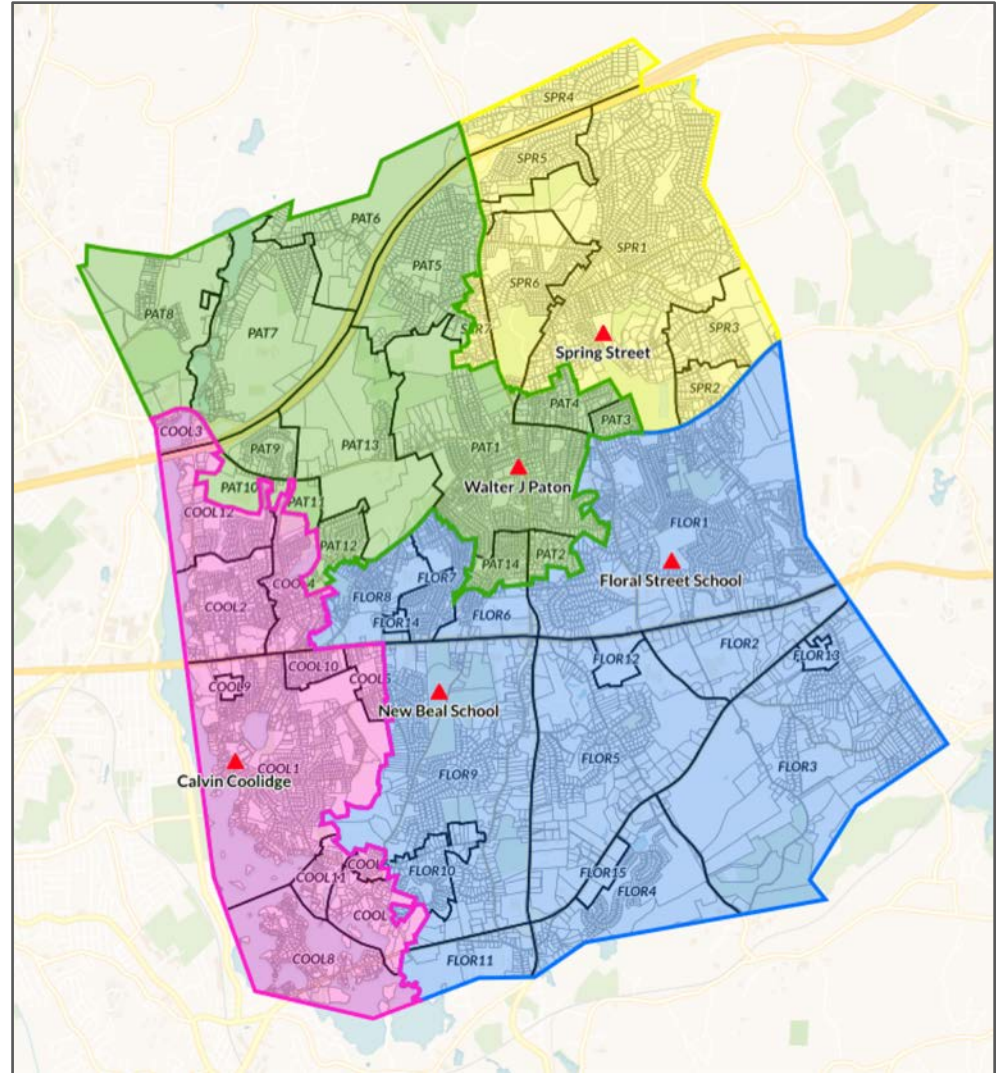 SPR4
SPR5
PAT6
SPR1
PAT5
SPR6
PAT8
PAT7
SPR7
SPR3
Spring Street
SPR2
COOL3
PAT4
PAT3
PAT9
PAT13
PAT1
Walter J Paton
PAT10
PAT11
COOL12
FLOR1
PAT12
PAT14
PAT2
Floral Street School
COOL4
FLOR7
COOL2
FLOR8
FLOR6
FLOR14
FLOR2
COOL10
FLOR12
FLOR13
COOL9
COOL5
New Beal School
COOL1
FLOR9
FLOR5
FLOR3
Calvin Coolidge
COOL
FLOR10
COOL11
FLOR15
FLOR4
COOL
COOL8
FLOR11